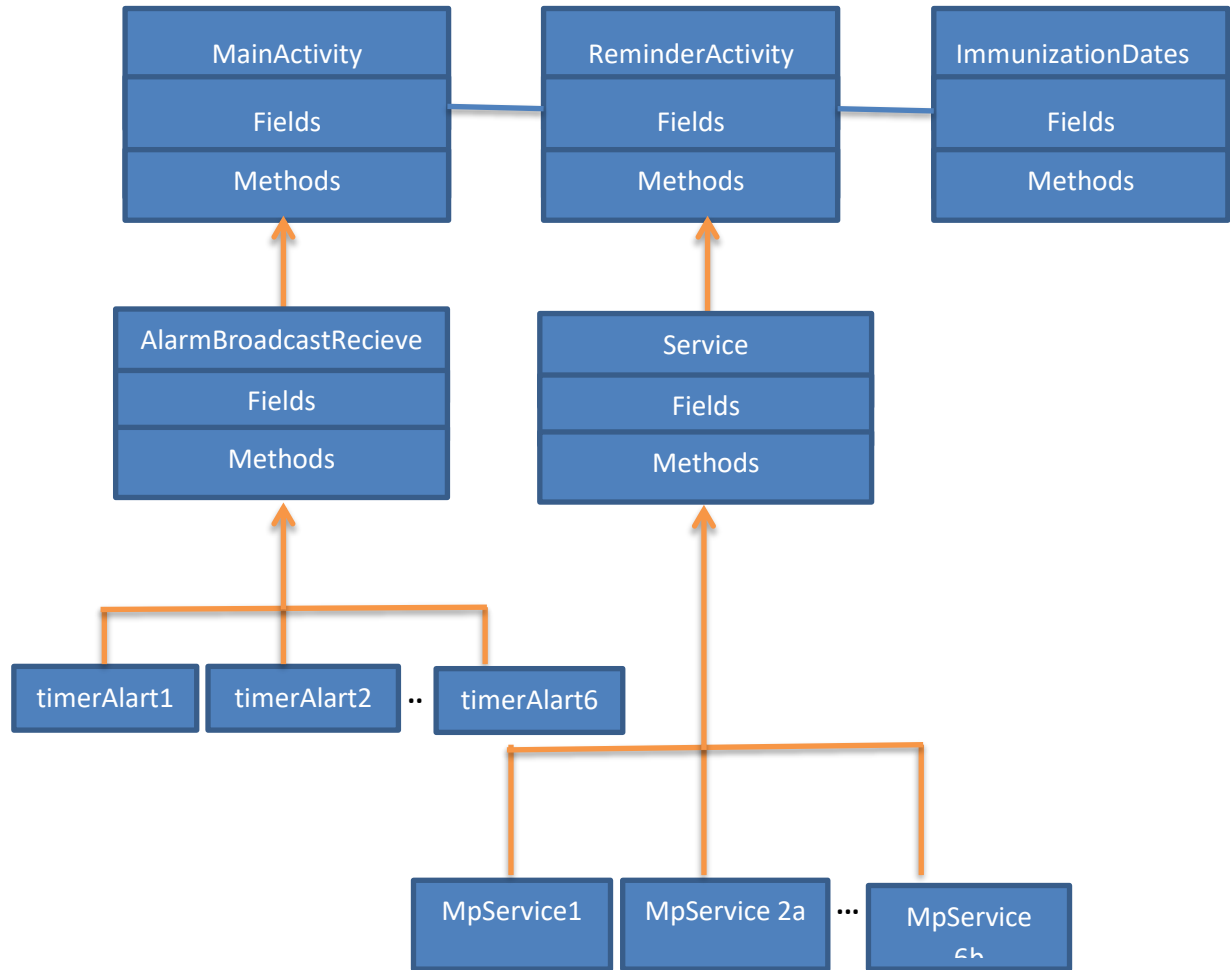 MainActivity
Fields
Methods
ReminderActivity
Fields
Methods
ImmunizationDates
Fields
Methods
AlarmBroadcastRecieve
Fields
Methods
Service
Fields
Methods
timerAlart1
timerAlart2
..
timerAlart6
MpService1
MpService 2a
...
MpService